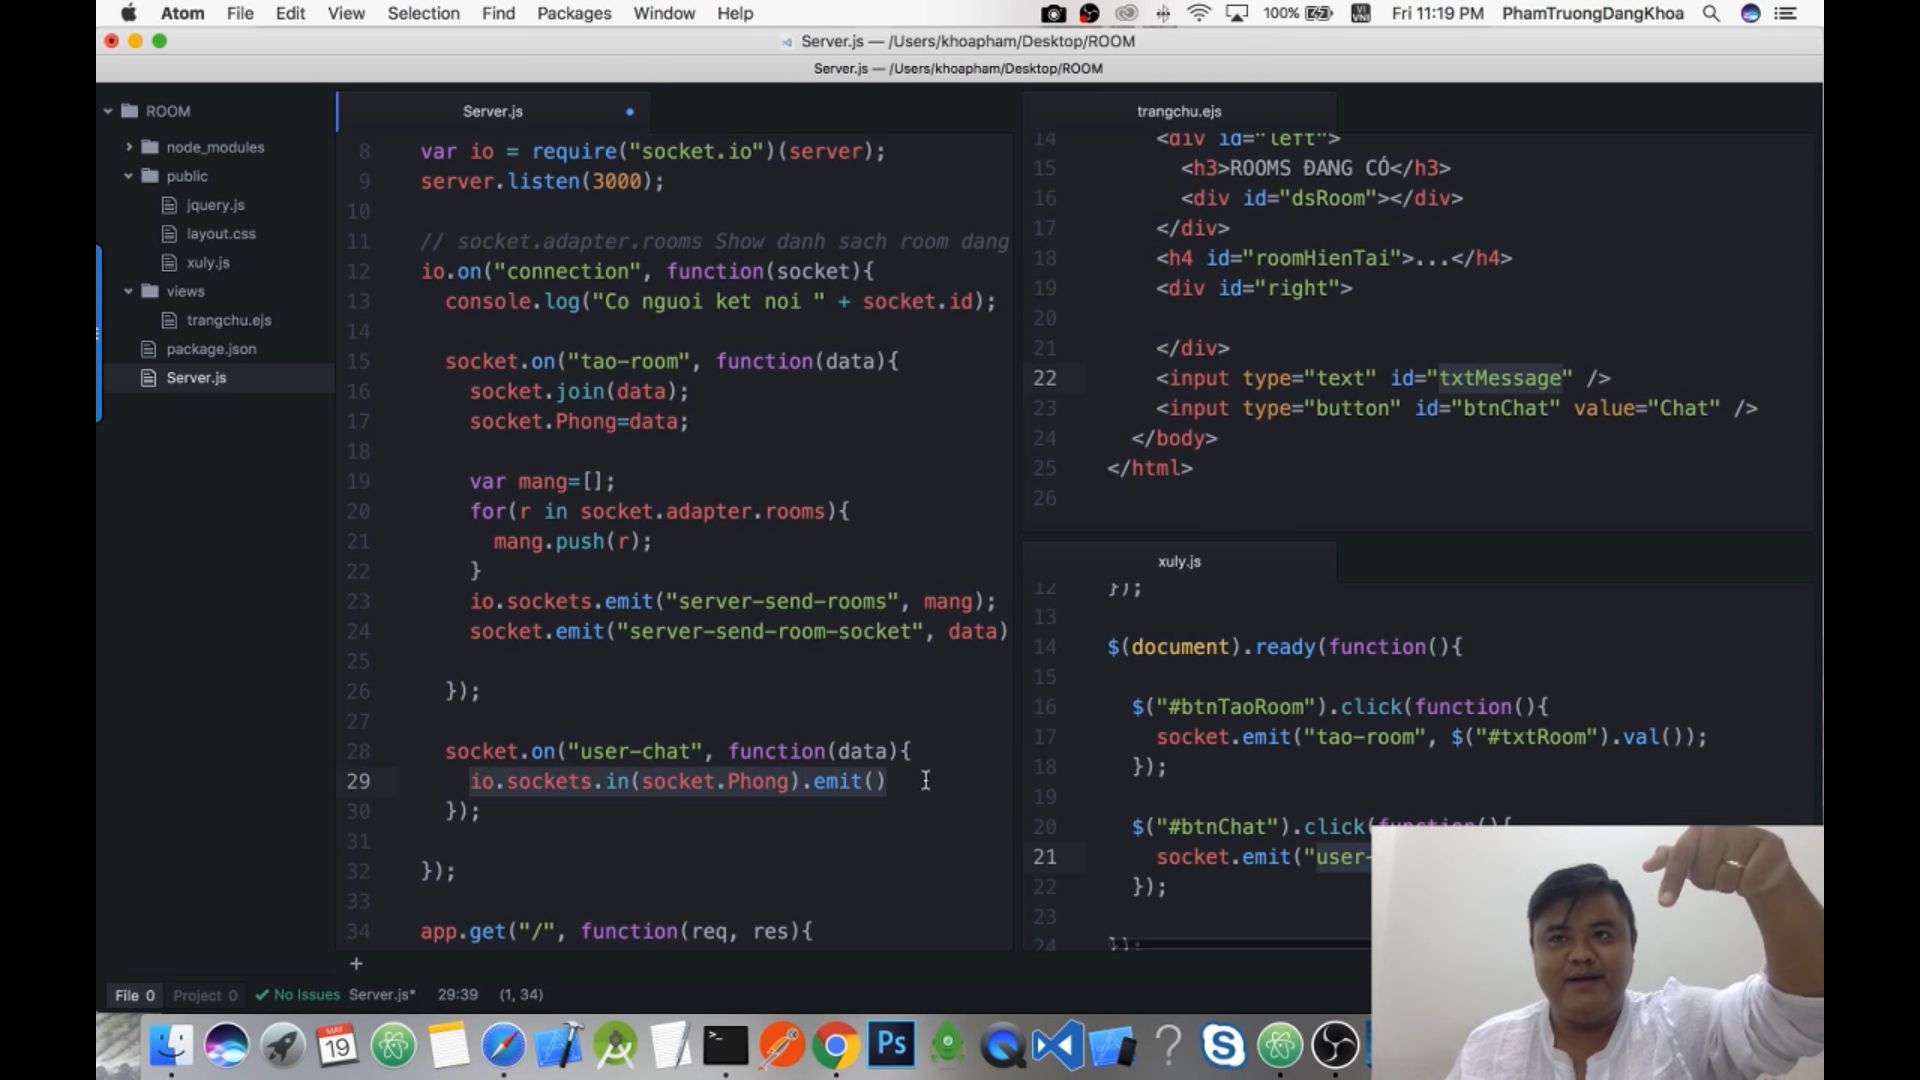 Atom File Edit View Selection Find Packages Window Help 100% Fri 11:19 PM PhamTruongDangKhoa
Server.js — /Users/khoapham/Desktop/ROOM
Server.js — /Users/khoapham/Desktop/ROOM
ROOM
node_modules
public
jquery.js
layout.css
xuly.js
views
trangchu.ejs
package.json
Server.js
Server.js
8 var io = require("socket.io")(server);
9 server.listen(3000);
10
11 // socket.adapter.rooms Show danh sach room dang
12 io.on("connection", function(socket){
13 console.log("Co nguoi ket noi " + socket.id);
14
15 socket.on("tao-room", function(data){
16 socket.join(data);
17 socket.Phong=data;
18
19 var mang=[];
20 for(r in socket.adapter.rooms){
21 mang.push(r);
22 }
23 io.sockets.emit("server-send-rooms", mang);
24 socket.emit("server-send-room-socket", data)
25
26 });
27
28 socket.on("user-chat", function(data){
29 io.sockets.in(socket.Phong).emit()
30 });
31
32 });
33
34 app.get("/", function(req, res){
trangchu.ejs
14 <div id="left">
15 <h3>ROOMS ĐANG CÓ</h3>
16 <div id="dsRoom"></div>
17 </div>
18 <h4 id="roomHienTai">...</h4>
19 <div id="right">
20
21 </div>
22 <input type="text" id="txtMessage" />
23 <input type="button" id="btnChat" value="Chat" />
24 </body>
25 </html>
26
xuly.js
12 });
13
14 $(document).ready(function(){
15
16 $("#btnTaoRoom").click(function(){
17 socket.emit("tao-room", $("#txtRoom").val());
18 });
19
20 $("#btnChat").click(function(){
21 socket.emit("user-
22 });
23
24 });
File 0 Project 0 No Issues Server.js* 29:39 (1, 34)
MAY
19
Ps